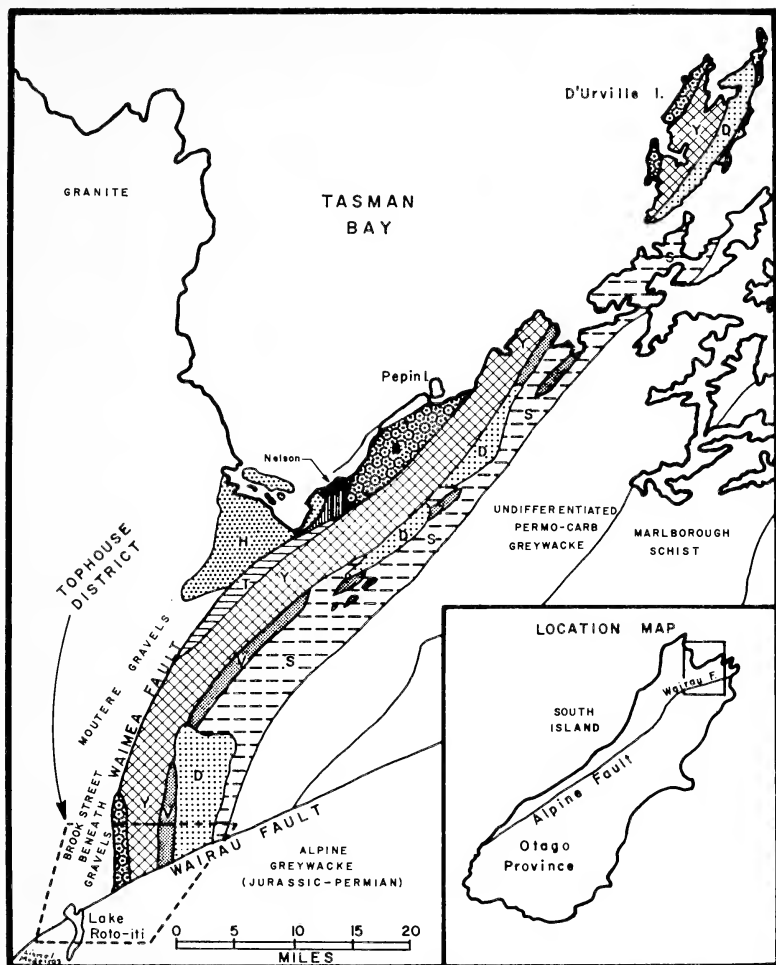 D'Urville I.
Y
D
GRANITE
TASMAN
BAY
S
Y
Pepin I.
B
S
Nelson
D
UNDIFFERENTIATED
PERMO-CARB
GREYWACKE
MARLBOROUGH
SCHIST
TOPHOUSE
DISTRICT
H
T
Y
D
S
MOUTERE GRAVELS
WAIMEA FAULT
V
S
D
BROOK STREET
BENEATH
GRAVELS
Y
V
WAIRAU FAULT
ALPINE
GREYWACKE
(JURASSIC-PERMIAN)
Lake
Roto-iti
0 5 10 15 20
MILES
LOCATION MAP
Wairau F.
SOUTH
ISLAND
Alpine Fault
Otago
Province